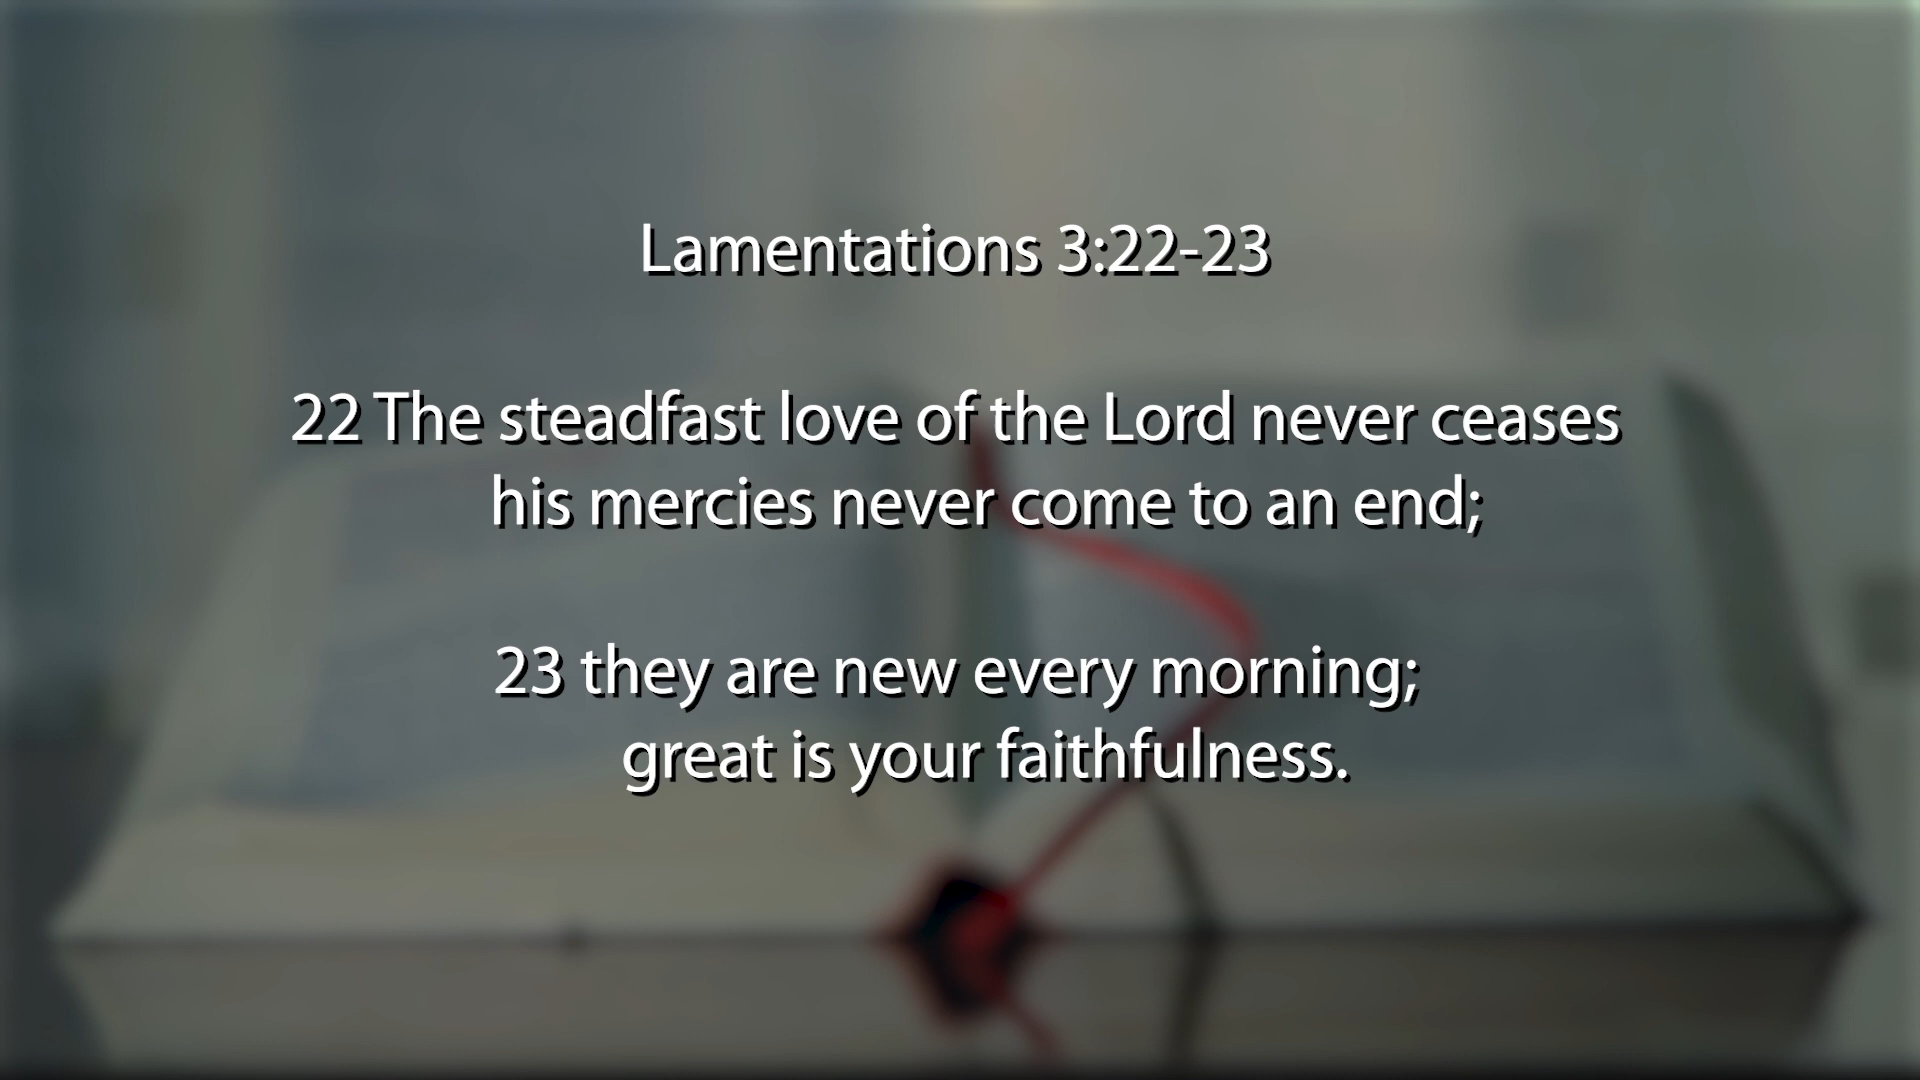 Lamentations 3:22-23
22 The steadfast love of the Lord never ceases
his mercies never come to an end;
23 they are new every morning;
great is your faithfulness.